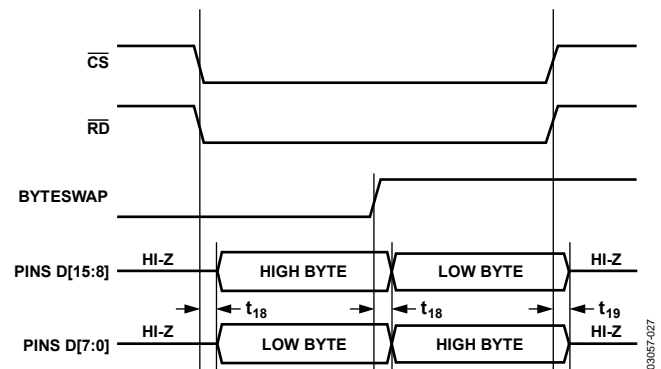 CS
RD
BYTESWAP
PINS D[15:8]
HI-Z
HIGH BYTE
LOW BYTE
HI-Z
t18
t18
t19
PINS D[7:0]
HI-Z
LOW BYTE
HIGH BYTE
HI-Z
03057-027